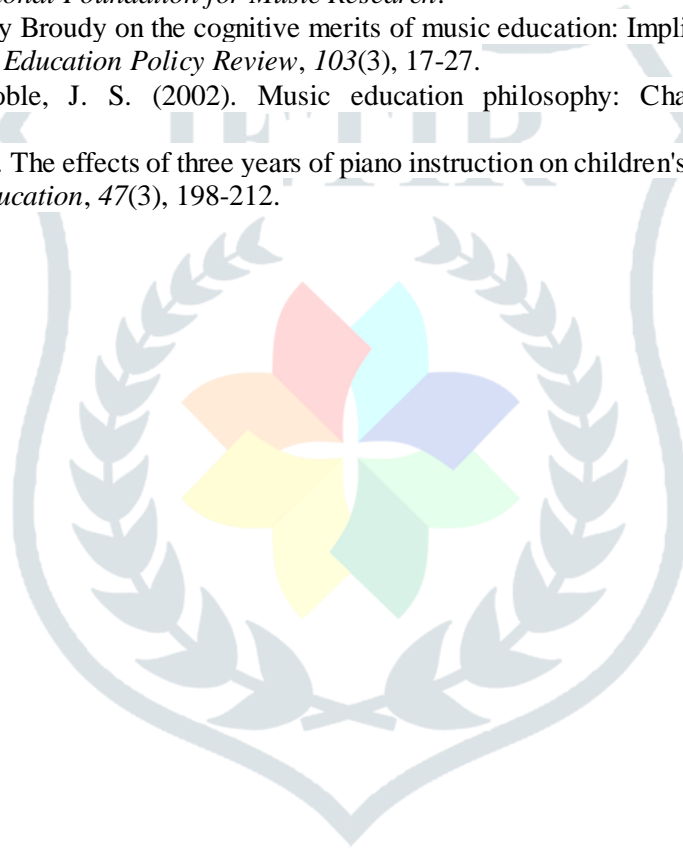 onal Foundation for Music Research.
y Broudy on the cognitive merits of music education: Impli
Education Policy Review, 103(3), 17-27.
oble, J. S. (2002). Music education philosophy: Cha
. The effects of three years of piano instruction on children's
ucation, 47(3), 198-212.